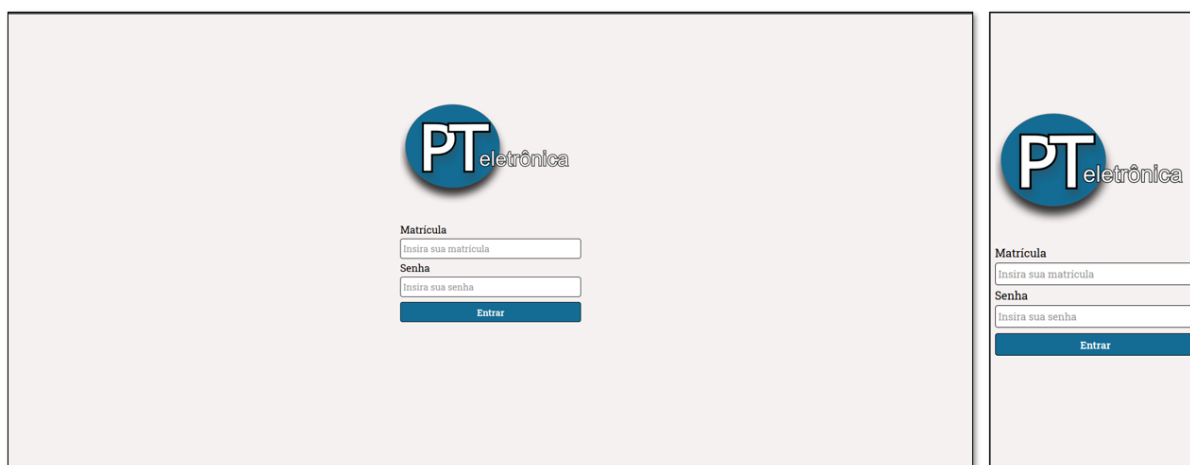 PT
eletrônica
Matrícula
Insira sua matrícula
Senha
Insira sua senha
Entrar
PT
eletrônica
Matrícula
Insira sua matrícula
Senha
Insira sua senha
Entrar